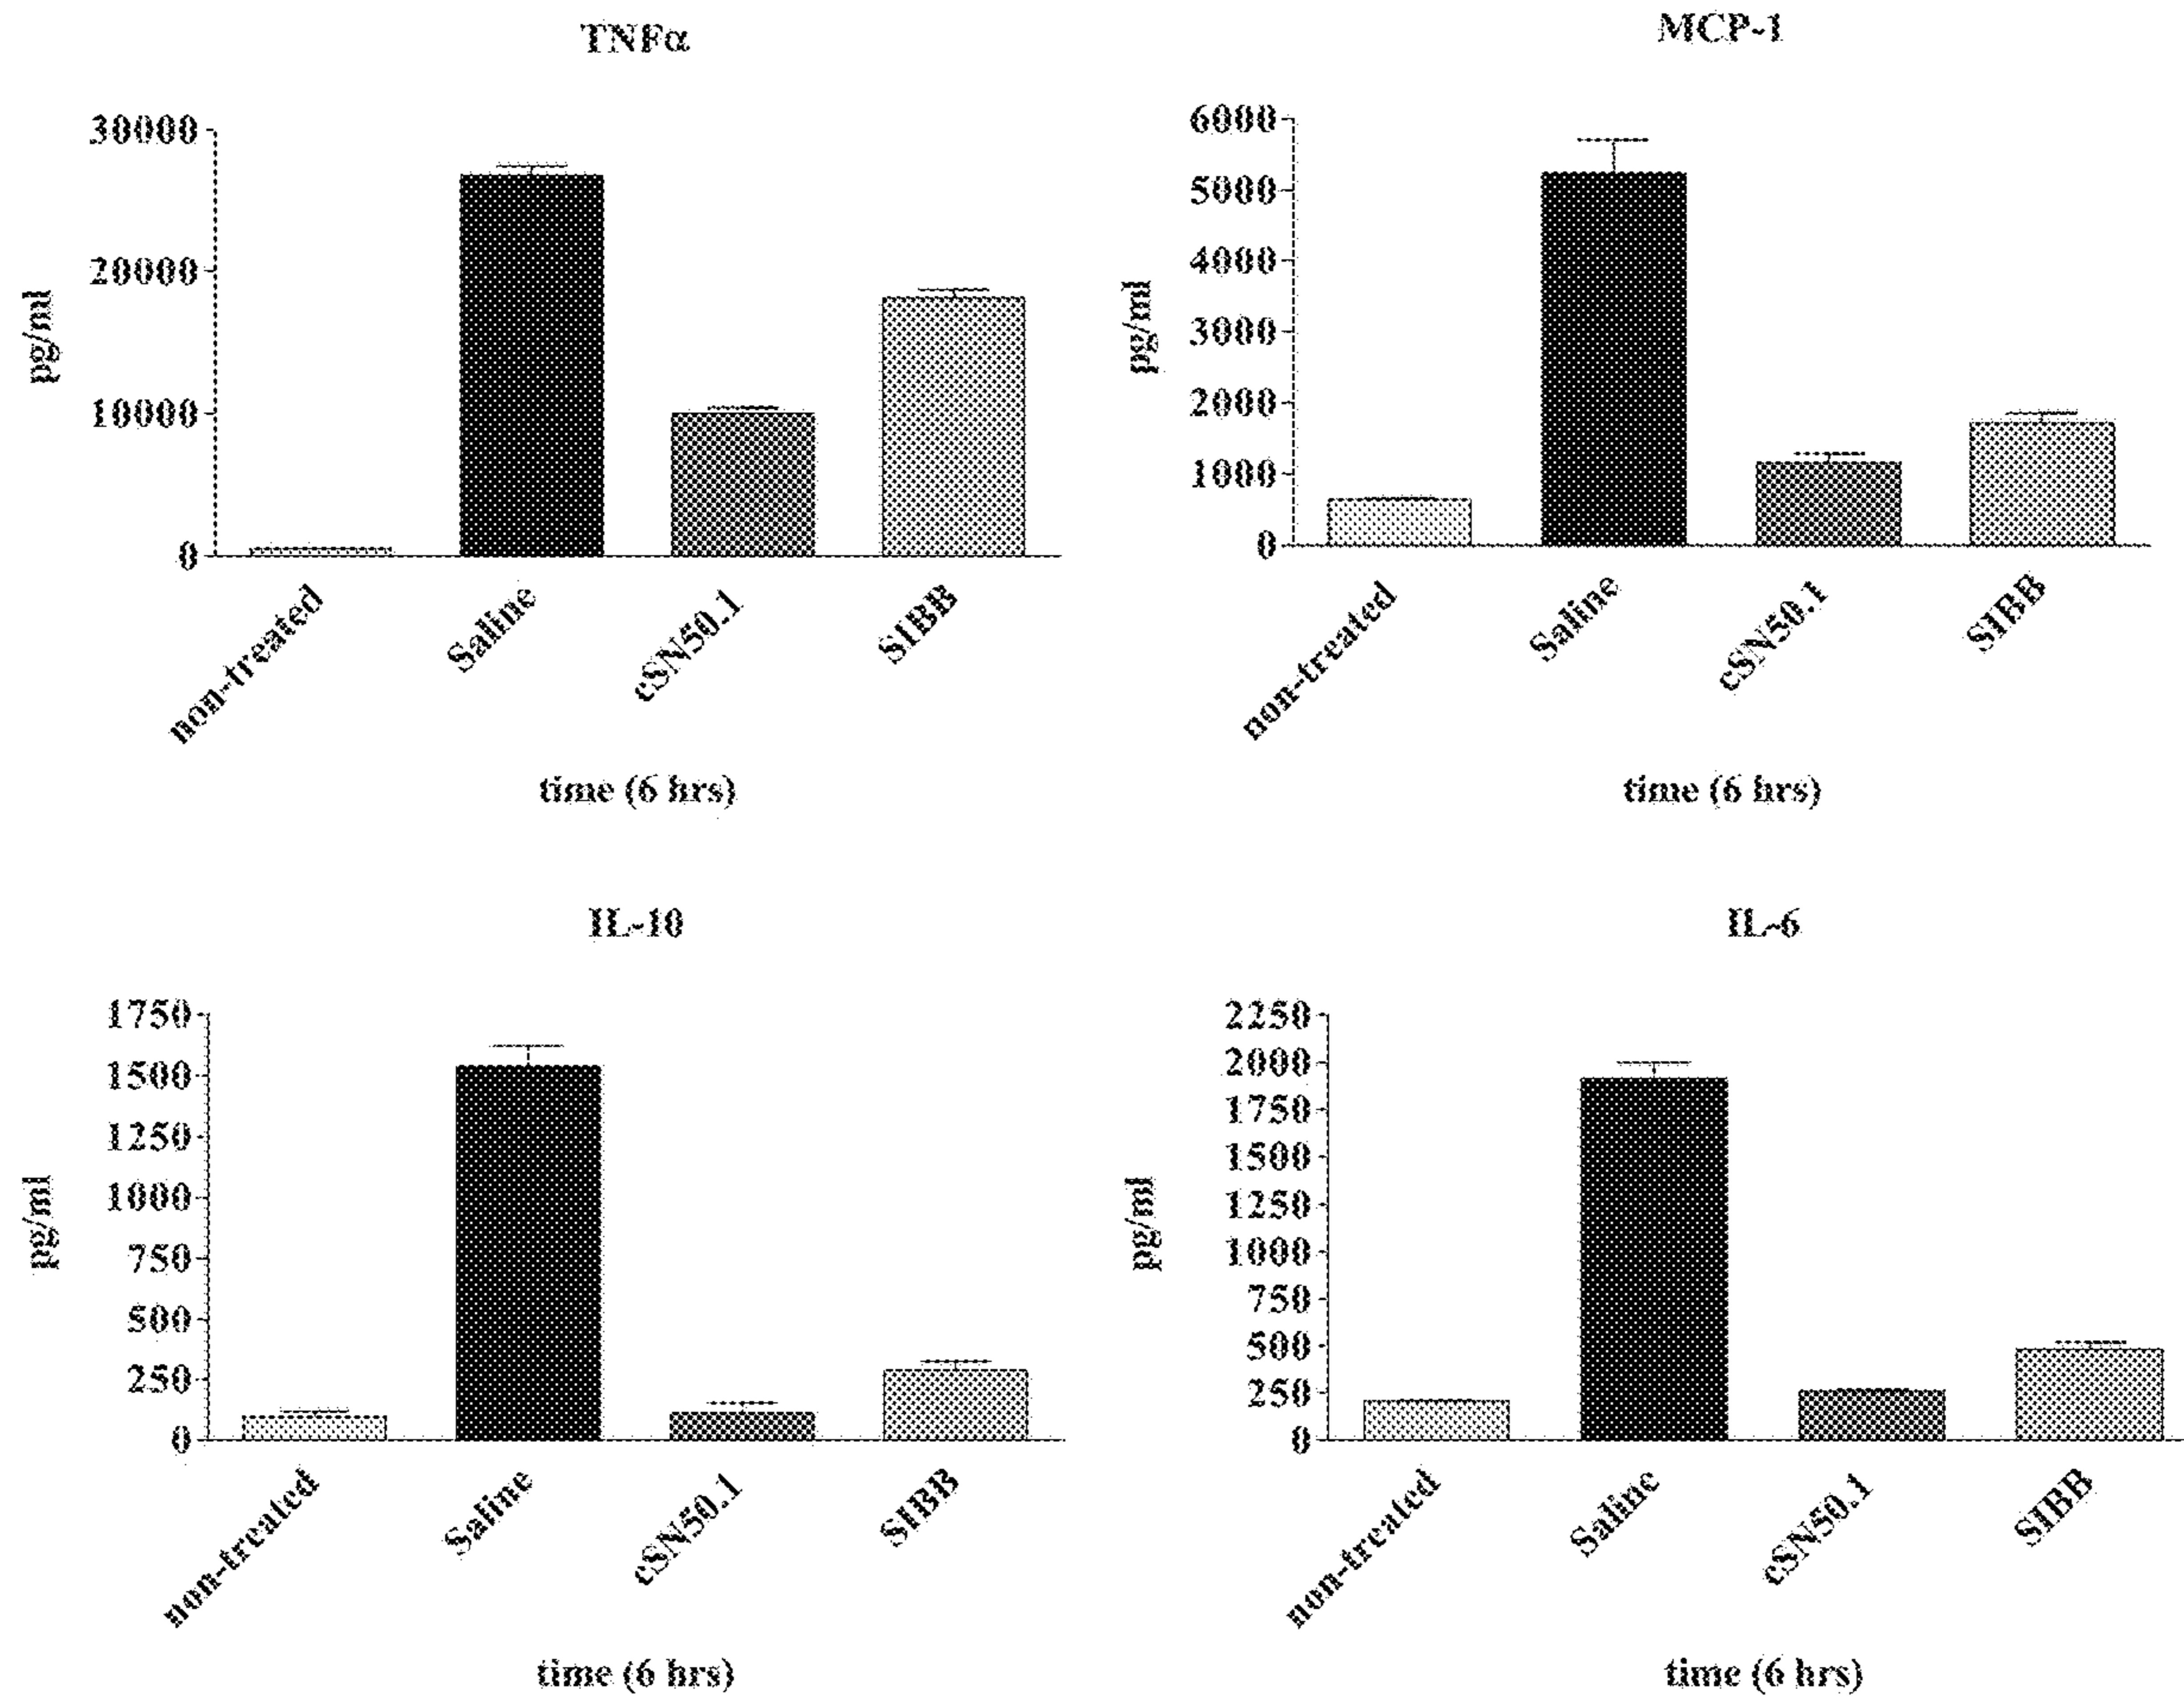 TNFα
30000
20000
10000
0
pg/ml
non-treated
Saline
cSN50.1
SIBB
time (6 hrs)
MCP-1
6000
5000
4000
3000
2000
1000
0
pg/ml
non-treated
Saline
cSN50.1
SIBB
time (6 hrs)
IL-10
1750
1500
1250
1000
750
500
250
0
pg/ml
non-treated
Saline
cSN50.1
SIBB
time (6 hrs)
IL-6
2250
2000
1750
1500
1250
1000
750
500
250
0
pg/ml
non-treated
Saline
cSN50.1
SIBB
time (6 hrs)